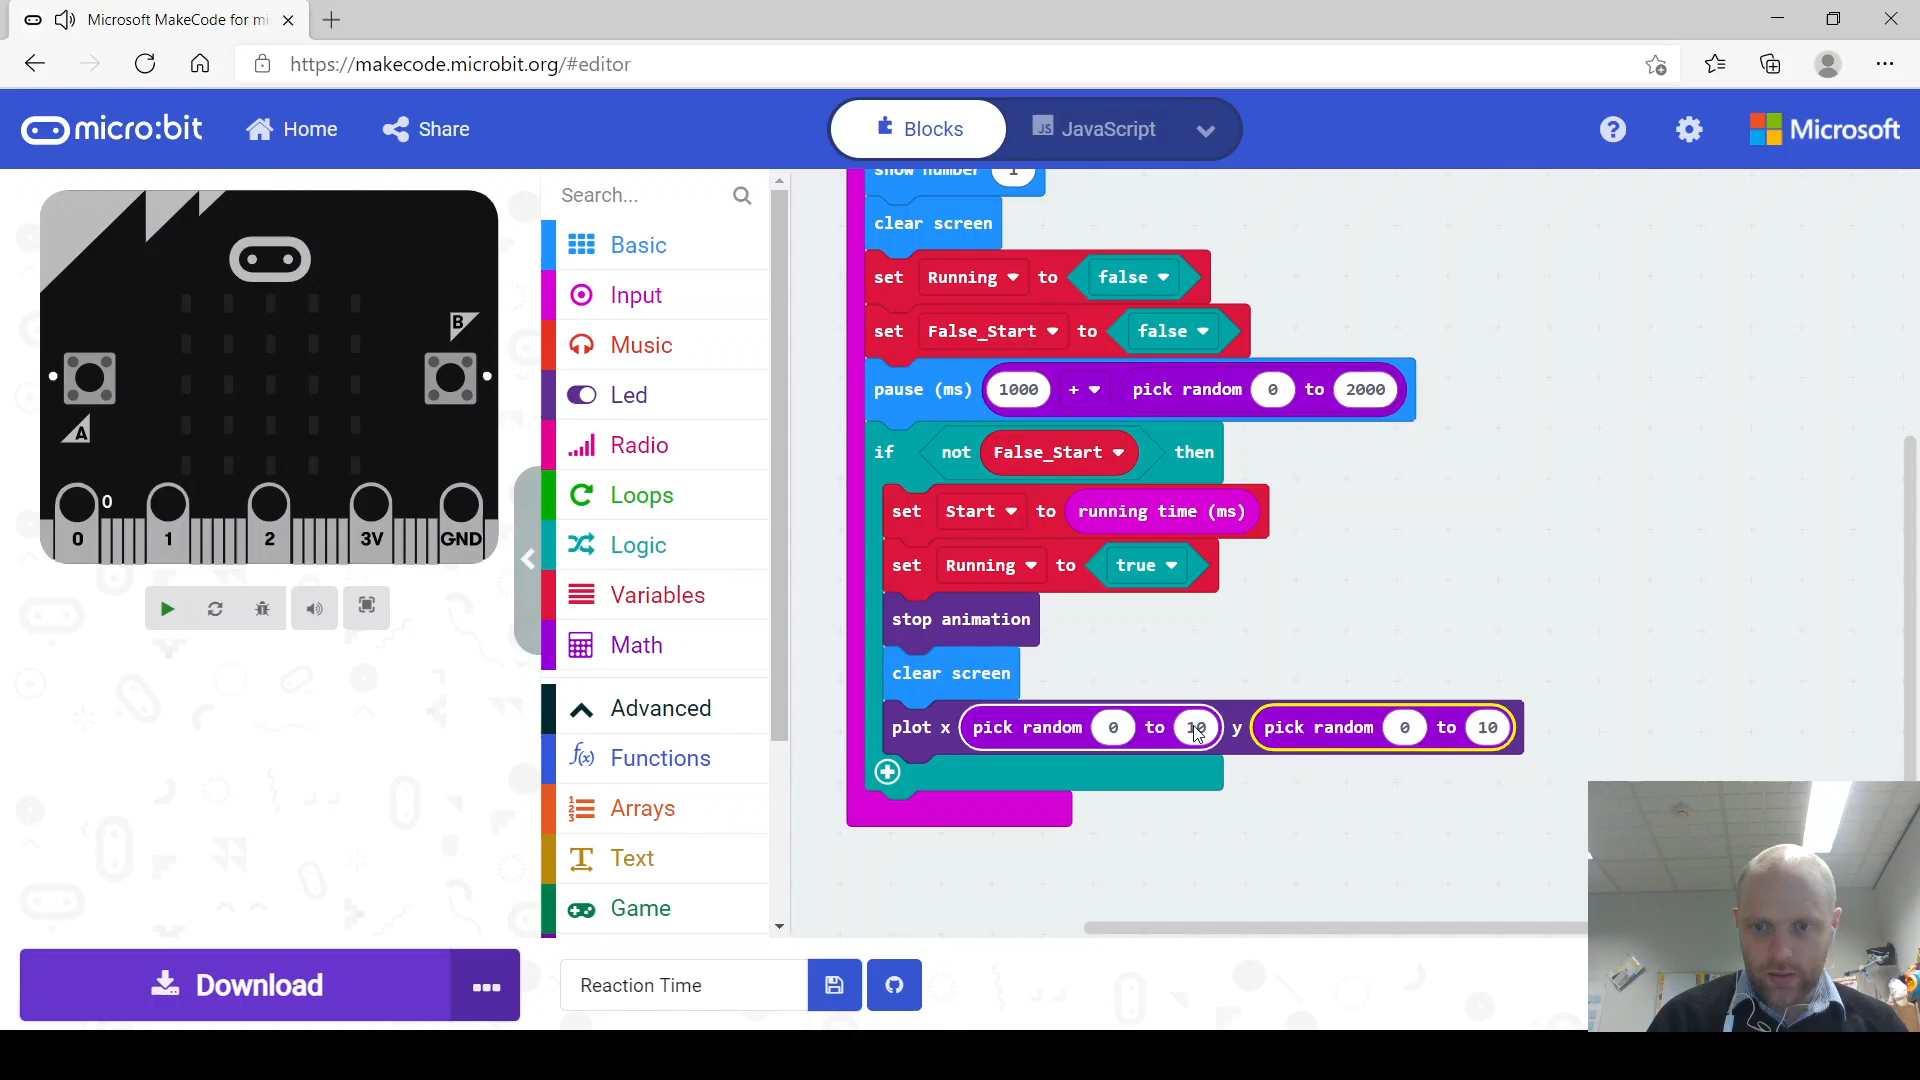 Microsoft MakeCode for mi
https://makecode.microbit.org/#editor
micro:bit
Home
Share
Blocks
JS
JavaScript
?
Microsoft
Search...
Basic
Input
Music
Led
Radio
Loops
Logic
Variables
Math
Advanced
f(x) Functions
Arrays
Text
Game
B
A
0
0 1 2 3V GND
show number 1
clear screen
set Running to false
set False_Start to false
pause (ms) 1000 + pick random 0 to 2000
if not False_Start then
set Start to running time (ms)
set Running to true
stop animation
clear screen
plot x pick random 0 to 10 y pick random 0 to 10
Download
Reaction Time